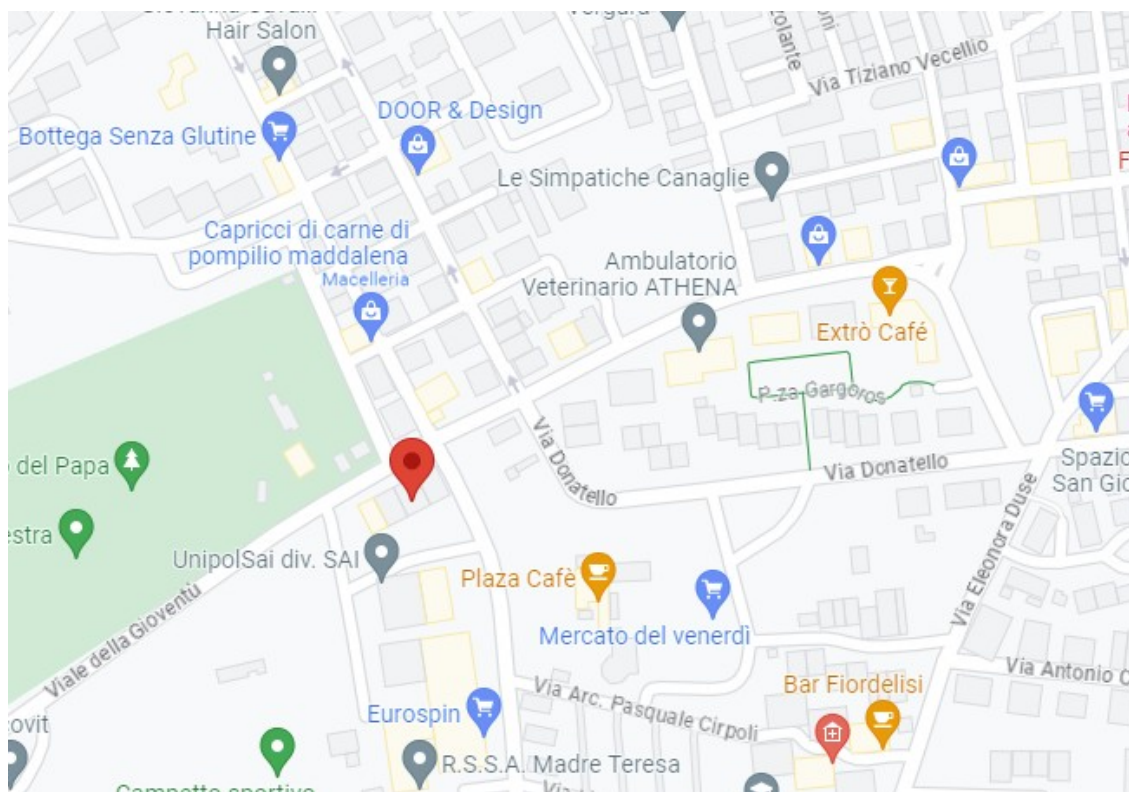 Hair Salon
Vergara
Via Tiziano Vecellio
Bottega Senza Glutine
DOOR & Design
Le Simpatiche Canaglie
Capricci di carne di
pompilio maddalena
Macelleria
Ambulatorio
Veterinario ATHENA
Extrò Café
P.za Gargoros
Via Donatello
Via Donatello
del Papa
Spazio
San Gio
Via Eleonora Duse
UnipolSai div. SAI
Plaza Cafè
Mercato del venerdì
Viale della Gioventù
Via Antonio C
Via Arc. Pasquale Cirpoli
Bar Fiordelisi
Eurospin
R.S.S.A. Madre Teresa
Campetto sportivo